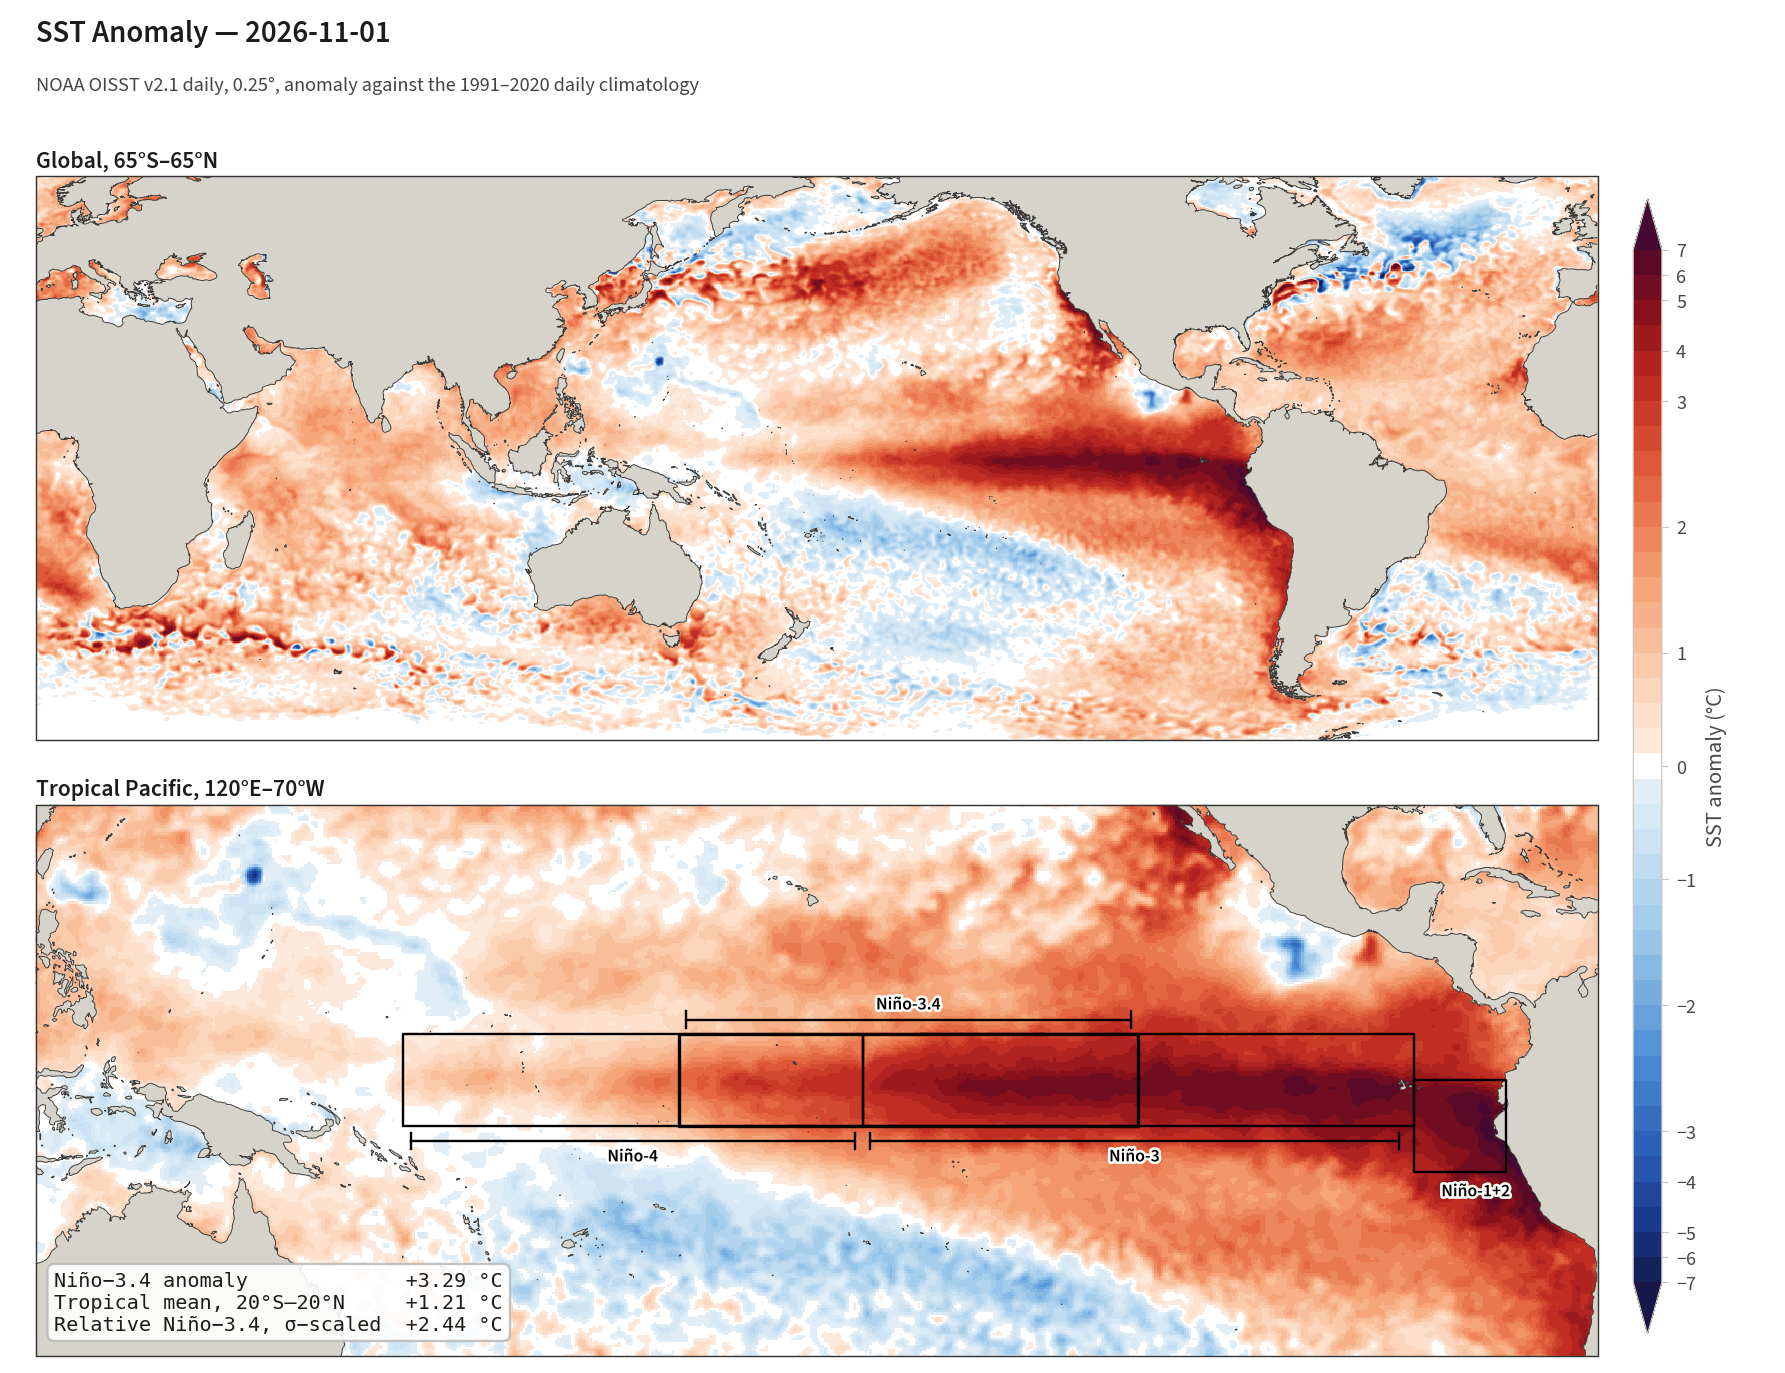 SST Anomaly — 2026-11-01
NOAA OISST v2.1 daily, 0.25°, anomaly against the 1991–2020 daily climatology
Global, 65°S–65°N
Tropical Pacific, 120°E–70°W
Niño-3.4
Niño-4
Niño-3
Niño-1+2
Niño−3.4 anomaly +3.29 °C
Tropical mean, 20°S–20°N +1.21 °C
Relative Niño−3.4, σ−scaled +2.44 °C
7
6
5
4
3
2
1
0
−1
−2
−3
−4
−5
−6
−7
SST anomaly (°C)